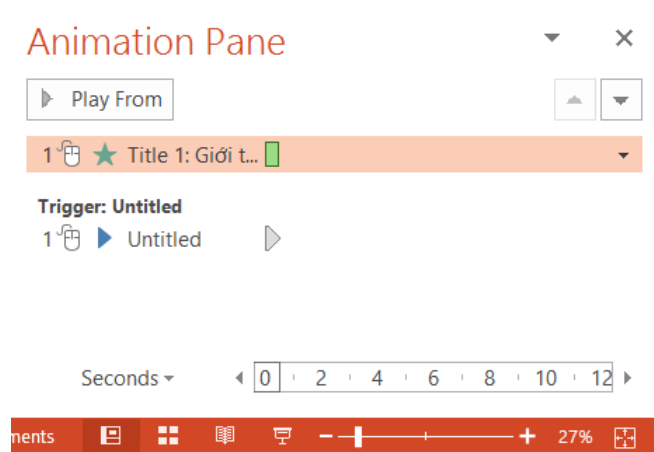 Animation Pane
Play From
1 Title 1: Giới t...
Trigger: Untitled
1 Untitled
Seconds 0 2 4 6 8 10 12
ments 27%